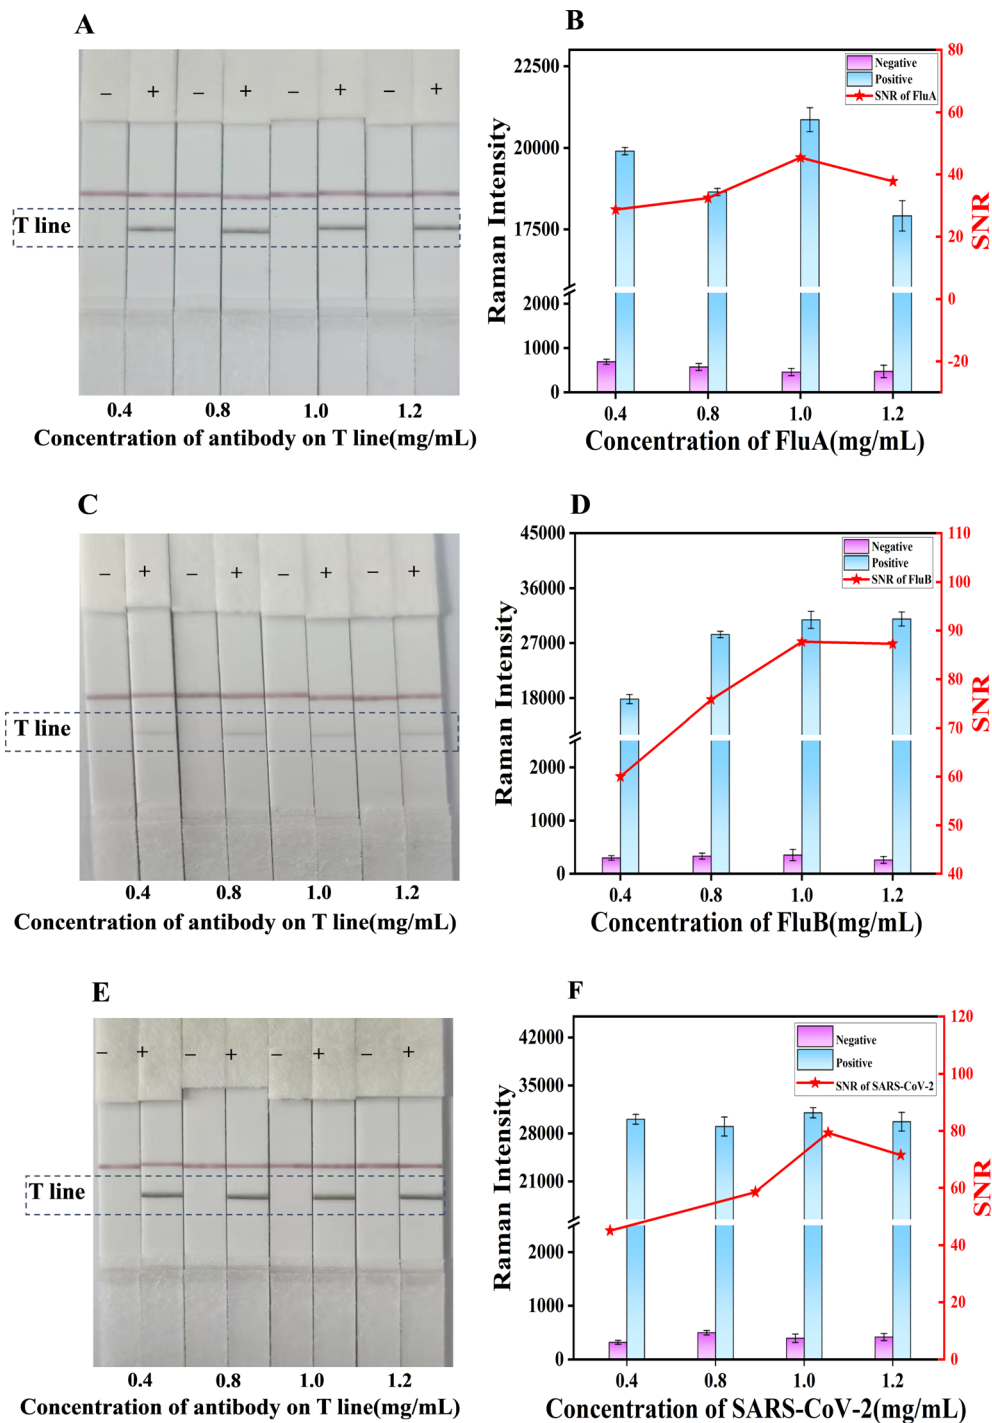 A
– + – + – + – +
T line
0.4 0.8 1.0 1.2
Concentration of antibody on T line(mg/mL)
B
22500
20000
17500
2000
1000
0
Raman Intensity
Negative
Positive
SNR of FluA
80
60
40
20
0
-20
SNR
0.4 0.8 1.0 1.2
Concentration of FluA(mg/mL)
C
– + – + – + – +
T line
0.4 0.8 1.0 1.2
Concentration of antibody on T line(mg/mL)
D
45000
36000
27000
18000
2000
1000
0
Raman Intensity
Negative
Positive
SNR of FluB
110
100
90
80
70
60
50
40
SNR
0.4 0.8 1.0 1.2
Concentration of FluB(mg/mL)
E
– + – + – + – +
T line
0.4 0.8 1.0 1.2
Concentration of antibody on T line(mg/mL)
F
42000
35000
28000
21000
2000
1000
0
Raman Intensity
Negative
Positive
SNR of SARS-CoV-2
120
100
80
60
40
20
0
SNR
0.4 0.8 1.0 1.2
Concentration of SARS-CoV-2(mg/mL)